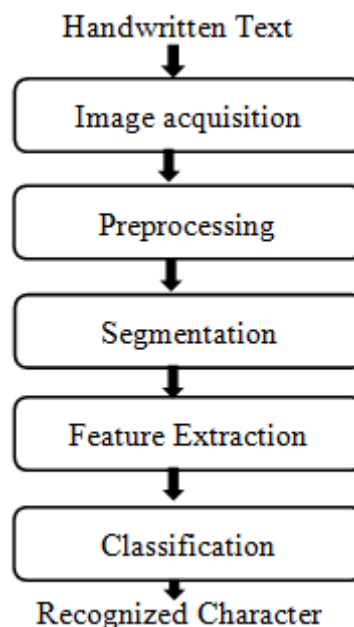 Handwritten Text
Image acquisition
Preprocessing
Segmentation
Feature Extraction
Classification
Recognized Character